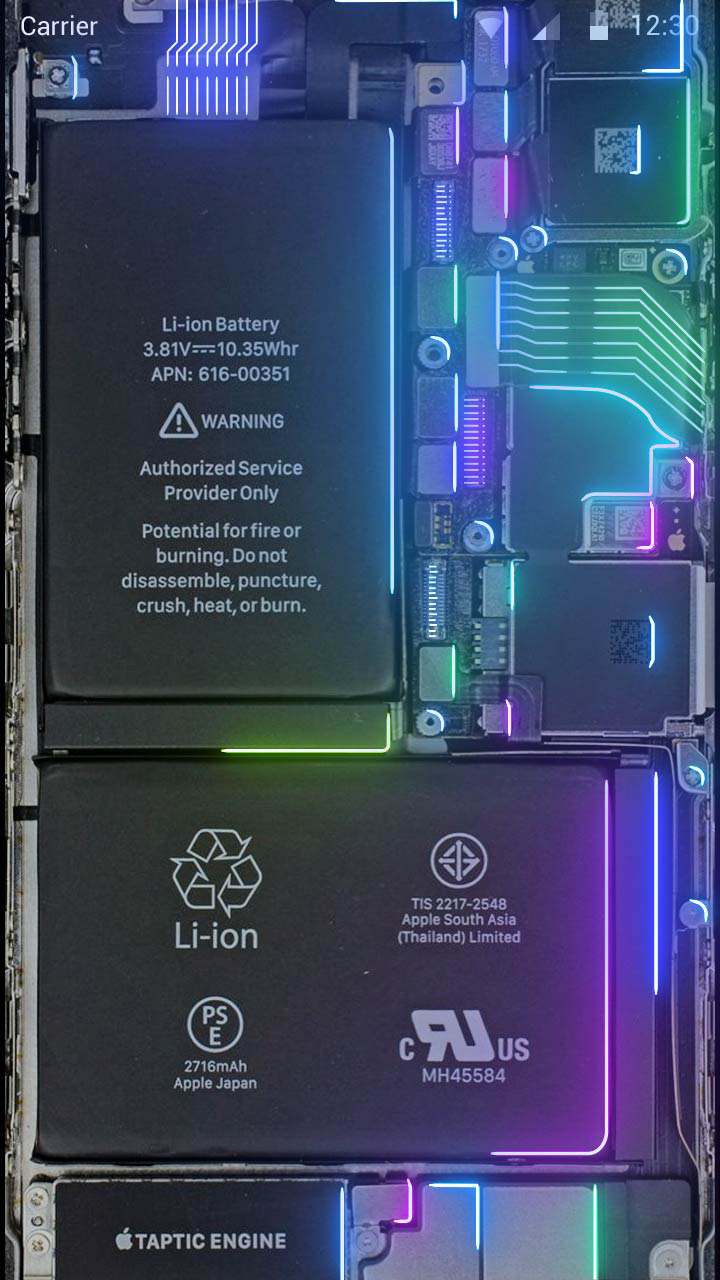 Carrier
12:30
Li-ion Battery
3.81V⎓10.35Whr
APN: 616-00351
WARNING
Authorized Service
Provider Only
Potential for fire or
burning. Do not
disassemble, puncture,
crush, heat, or burn.
Li-ion
TIS 2217-2548
Apple South Asia
(Thailand) Limited
PS
E
2716mAh
Apple Japan
c RU US
MH45584
TAPTIC ENGINE